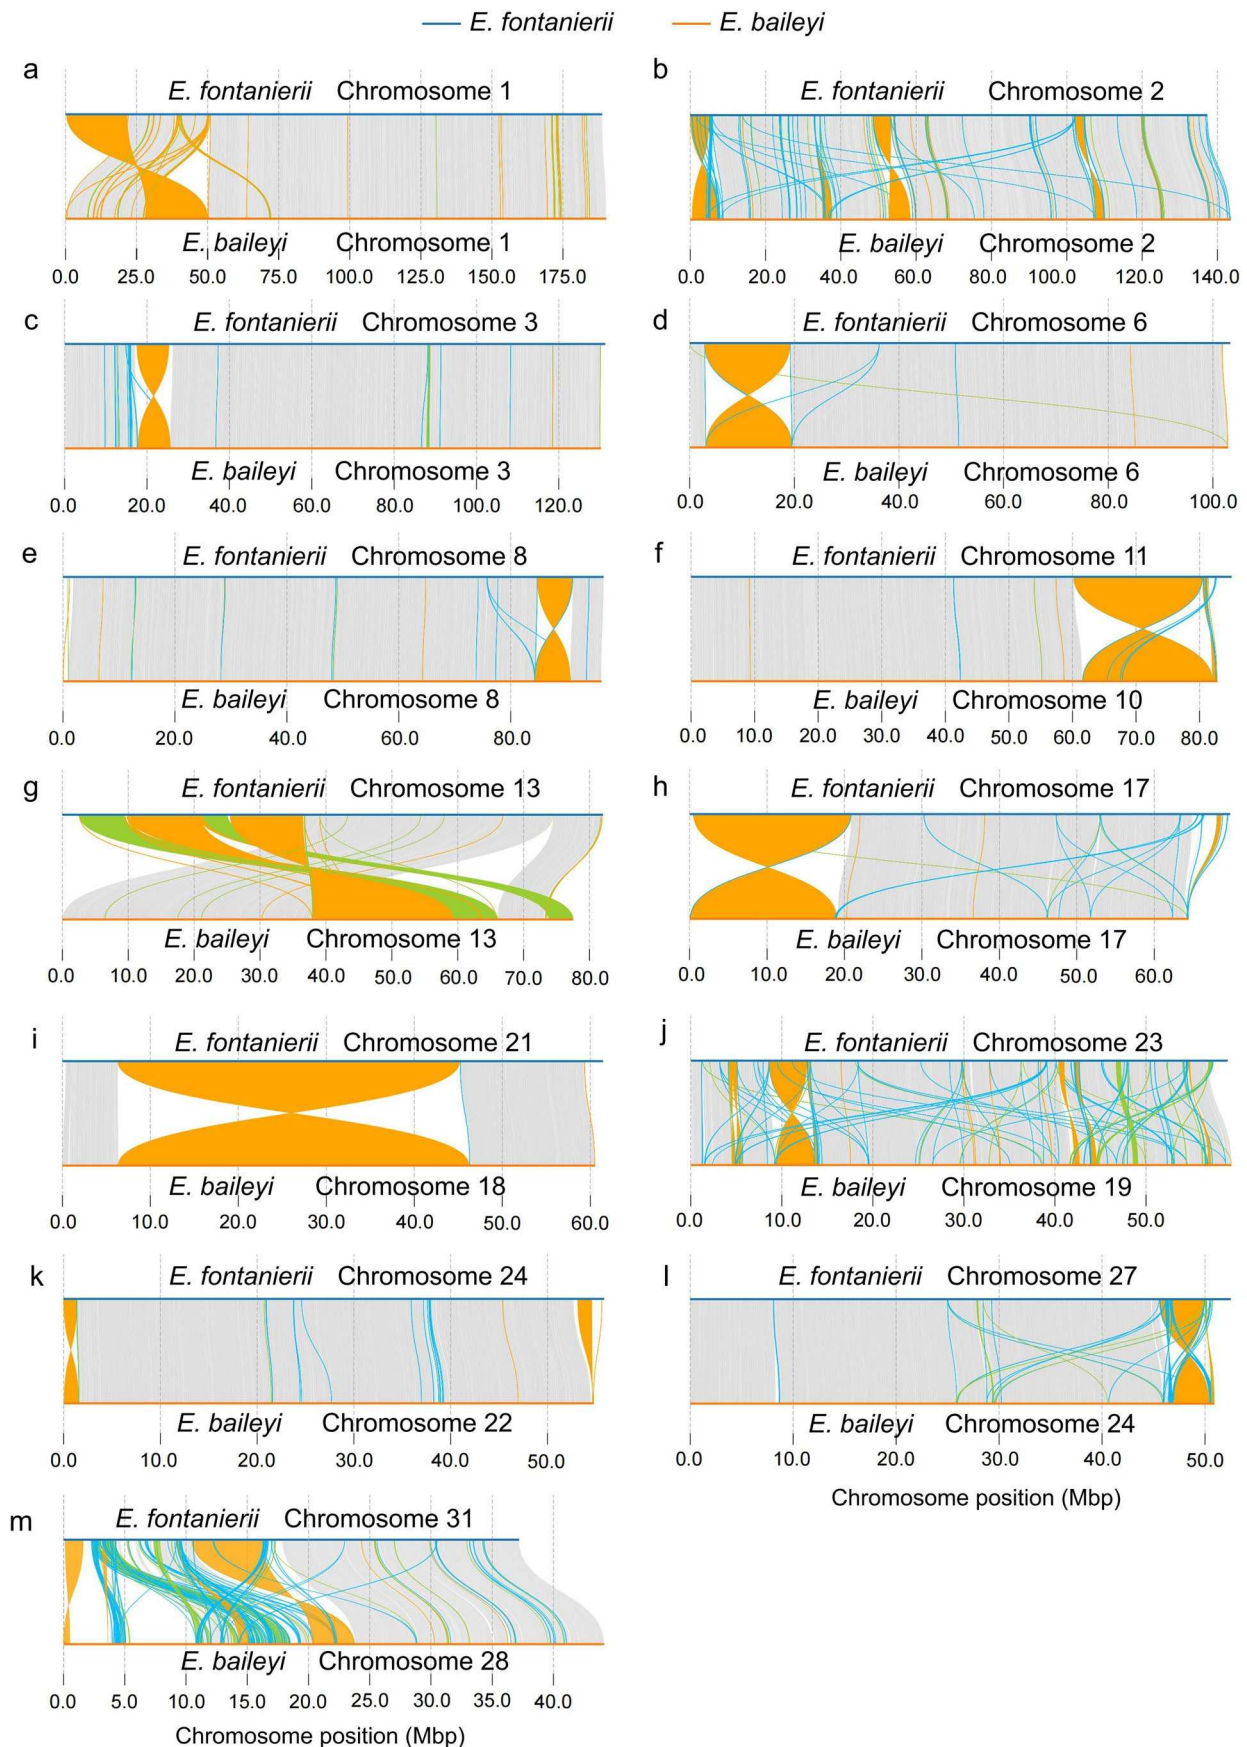 E. fontanierii E. baileyi
a
E. fontanierii Chromosome 1
E. baileyi Chromosome 1
0.0 25.0 50.0 75.0 100.0 125.0 150.0 175.0
b
E. fontanierii Chromosome 2
E. baileyi Chromosome 2
0.0 20.0 40.0 60.0 80.0 100.0 120.0 140.0
c
E. fontanierii Chromosome 3
E. baileyi Chromosome 3
0.0 20.0 40.0 60.0 80.0 100.0 120.0
d
E. fontanierii Chromosome 6
E. baileyi Chromosome 6
0.0 20.0 40.0 60.0 80.0 100.0
e
E. fontanierii Chromosome 8
E. baileyi Chromosome 8
0.0 20.0 40.0 60.0 80.0
f
E. fontanierii Chromosome 11
E. baileyi Chromosome 10
0.0 10.0 20.0 30.0 40.0 50.0 60.0 70.0 80.0
g
E. fontanierii Chromosome 13
E. baileyi Chromosome 13
0.0 10.0 20.0 30.0 40.0 50.0 60.0 70.0 80.0
h
E. fontanierii Chromosome 17
E. baileyi Chromosome 17
0.0 10.0 20.0 30.0 40.0 50.0 60.0
i
E. fontanierii Chromosome 21
E. baileyi Chromosome 18
0.0 10.0 20.0 30.0 40.0 50.0 60.0
j
E. fontanierii Chromosome 23
E. baileyi Chromosome 19
0.0 10.0 20.0 30.0 40.0 50.0
k
E. fontanierii Chromosome 24
E. baileyi Chromosome 22
0.0 10.0 20.0 30.0 40.0 50.0
l
E. fontanierii Chromosome 27
E. baileyi Chromosome 24
0.0 10.0 20.0 30.0 40.0 50.0
Chromosome position (Mbp)
m
E. fontanierii Chromosome 31
E. baileyi Chromosome 28
0.0 5.0 10.0 15.0 20.0 25.0 30.0 35.0 40.0
Chromosome position (Mbp)